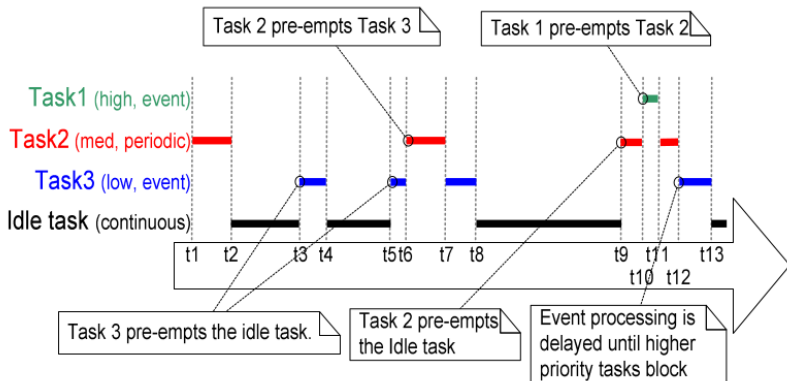 Task 2 pre-empts Task 3
Task 1 pre-empts Task 2
Task1 (high, event)
Task2 (med, periodic)
Task3 (low, event)
Idle task (continuous)
t1 t2 t3 t4 t5 t6 t7 t8 t9 t11 t13
t10 t12
Task 3 pre-empts the idle task.
Task 2 pre-empts
the Idle task
Event processing is
delayed until higher
priority tasks block